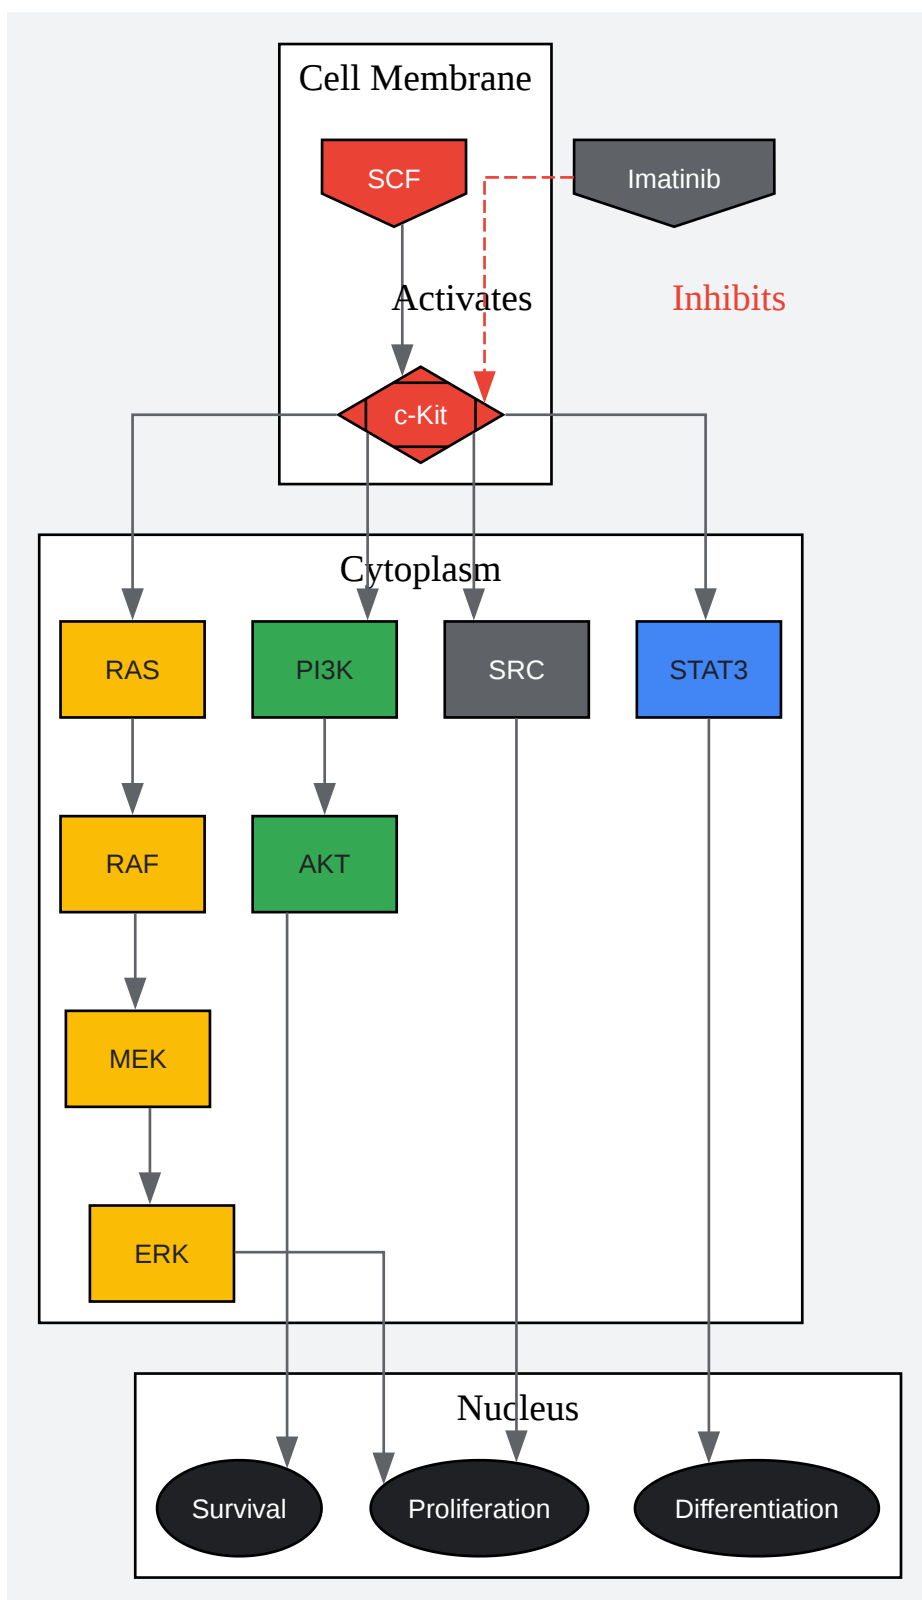 Cell Membrane
SCF
Imatinib
Activates
Inhibits
c-Kit
Cytoplasm
RAS
PI3K
SRC
STAT3
RAF
AKT
MEK
ERK
Nucleus
Survival
Proliferation
Differentiation